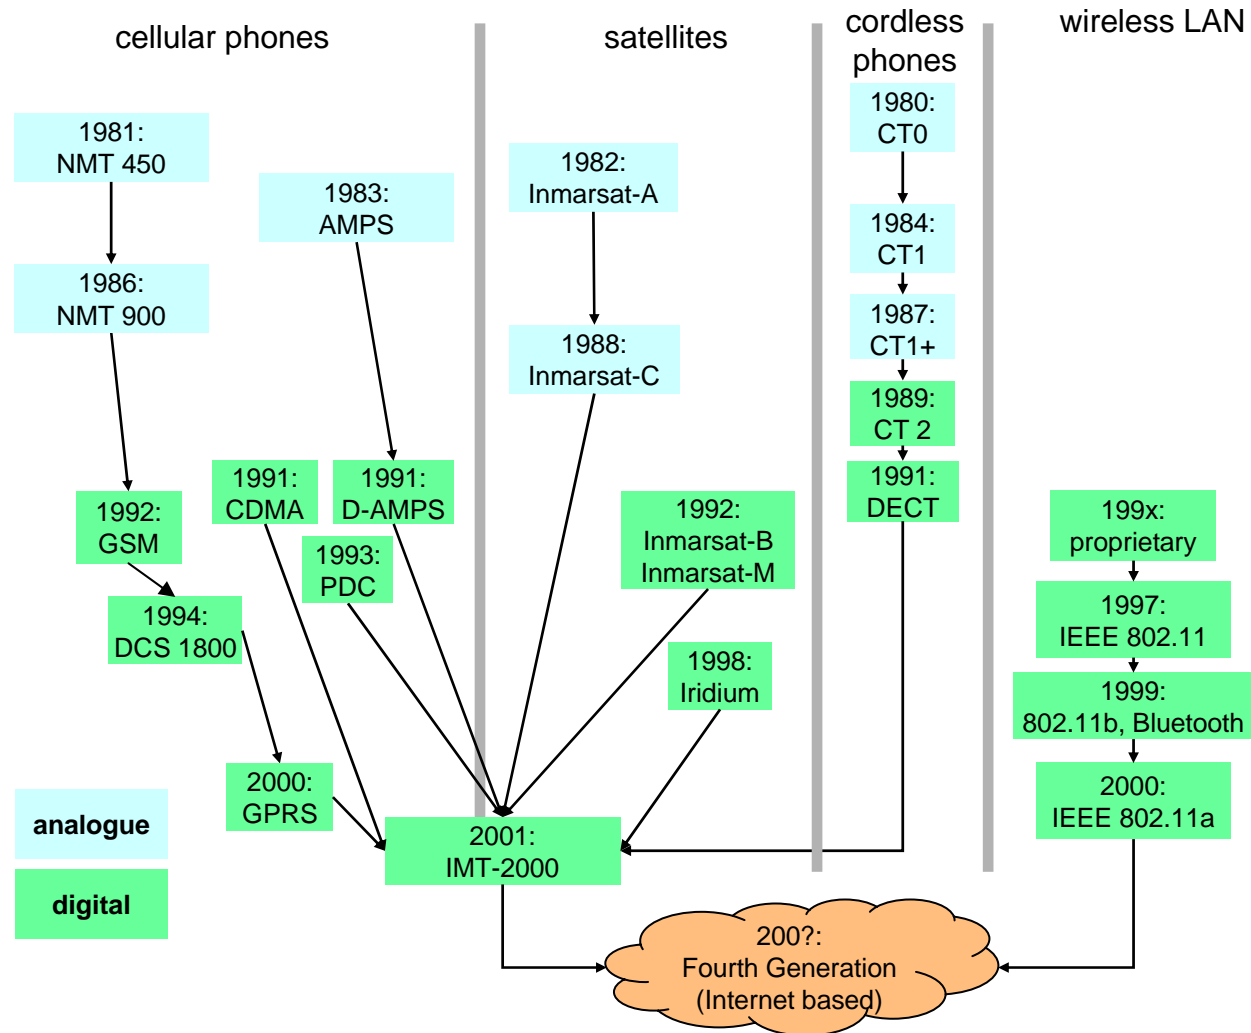 cellular phones
satellites
cordless
phones
wireless LAN
1981:
NMT 450
1986:
NMT 900
1992:
GSM
1994:
DCS 1800
2000:
GPRS
1983:
AMPS
1991:
CDMA
1991:
D-AMPS
1993:
PDC
1982:
Inmarsat-A
1988:
Inmarsat-C
1992:
Inmarsat-B
Inmarsat-M
1998:
Iridium
1980:
CT0
1984:
CT1
1987:
CT1+
1989:
CT 2
1991:
DECT
199x:
proprietary
1997:
IEEE 802.11
1999:
802.11b, Bluetooth
2000:
IEEE 802.11a
2001:
IMT-2000
200?:
Fourth Generation
(Internet based)
analogue
digital